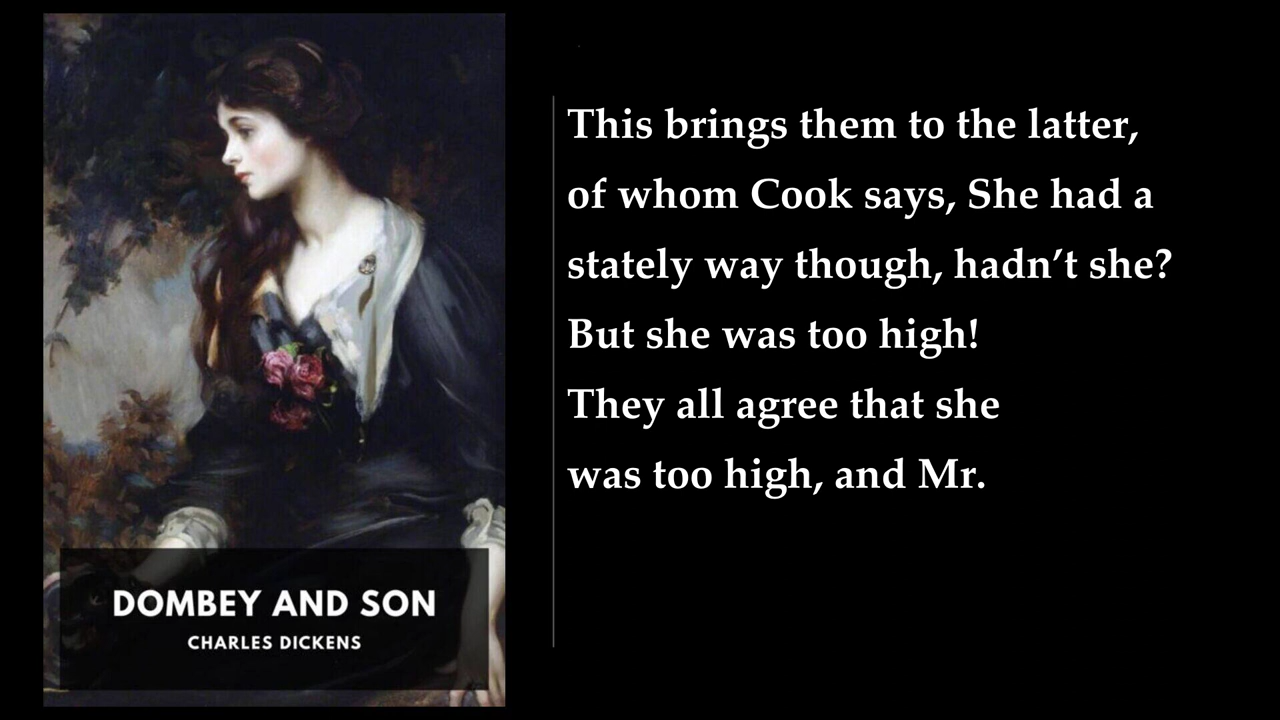 This brings them to the latter,
of whom Cook says, She had a
stately way though, hadn’t she?
But she was too high!
They all agree that she
was too high, and Mr.
DOMBEY AND SON
CHARLES DICKENS